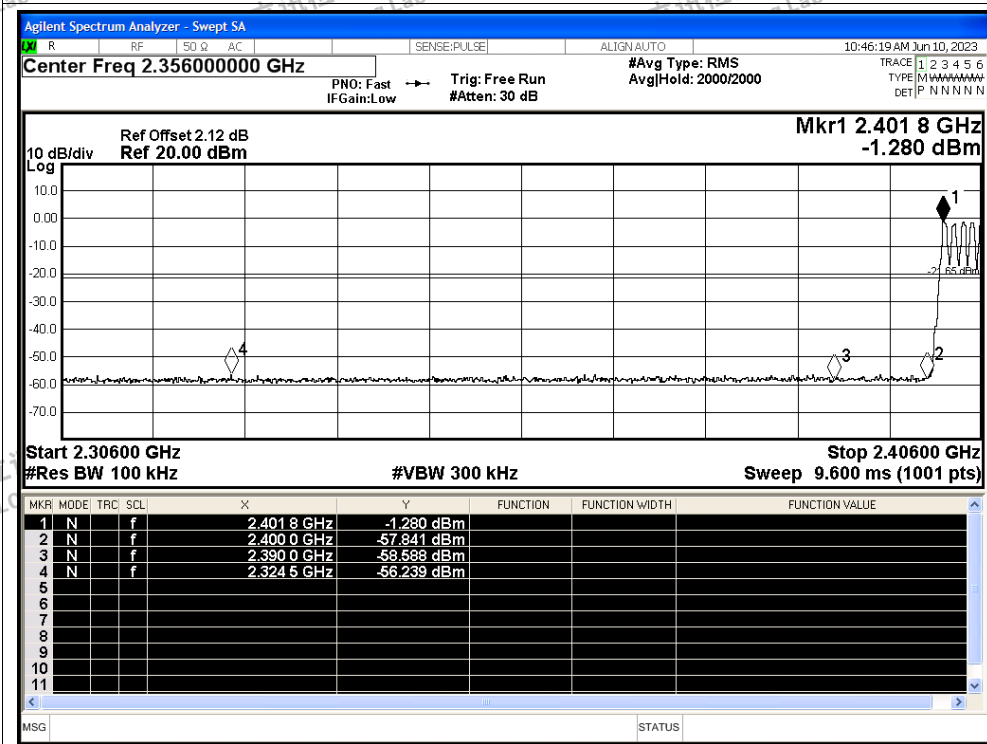 Agilent Spectrum Analyzer - Swept SA
LXI R RF 50 Ω AC SENSE:PULSE ALIGN AUTO 10:46:19 AM Jun 10, 2023
Center Freq 2.356000000 GHz
PNO: Fast
IFGain:Low
Trig: Free Run
#Atten: 30 dB
#Avg Type: RMS
Avg|Hold: 2000/2000
TRACE 1 2 3 4 5 6
TYPE M
DET P N N N N N
Mkr1 2.401 8 GHz
-1.280 dBm
Ref Offset 2.12 dB
10 dB/div Ref 20.00 dBm
Log
10.0
0.00
-10.0
-20.0
-30.0
-40.0
-50.0
-60.0
-70.0
1
2
3
4
Start 2.30600 GHz Stop 2.40600 GHz
#Res BW 100 kHz #VBW 300 kHz Sweep 9.600 ms (1001 pts)
MKR MODE TRC SCL X Y FUNCTION FUNCTION WIDTH FUNCTION VALUE
1 N f 2.401 8 GHz -1.280 dBm
2 N f 2.400 0 GHz -57.841 dBm
3 N f 2.390 0 GHz -58.588 dBm
4 N f 2.324 5 GHz -56.239 dBm
5
6
7
8
9
10
11
MSG STATUS